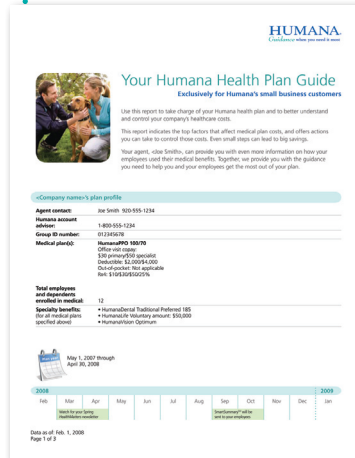 HUMANA.
Guidance when you need it most
Your Humana Health Plan Guide
Exclusively for Humana's small business customers
Use this report to take charge of your Humana health plan and to better understand
and control your company's healthcare costs.
This report indicates the top factors that affect medical plan costs, and offers actions
you can take to control those costs. Even small steps can lead to big savings.
Your agent, <Joe Smith>, can provide you with even more information on how your
employees used their medical benefits. Together, we provide you with the guidance
you need to help you and your employees get the most out of your plan.
<Company name>'s plan profile
Agent contact: Joe Smith 920-555-1234
Humana account
advisor: 1-800-555-1234
Group ID number: 012345678
Medical plan(s): HumanaPPO 100/70
Office visit copay:
$30 primary/$50 specialist
Deductible: $2,000/$4,000
Out-of-pocket: Not applicable
Rx4: $10/$30/$50/25%
Total employees
and dependents
enrolled in medical: 12
Specialty benefits: • HumanaDental Traditional Preferred 185
(for all medical plans • HumanaLife Voluntary amount: $50,000
specified above) • HumanaVision Optimum
May 1, 2007 through
April 30, 2008
2008 2009
Feb Mar Apr May Jun Jul Aug Sep Oct Nov Dec Jan
Watch for your Spring SmartSummary℠ will be
HealthMatters newsletter sent to your employees
Data as of: Feb. 1, 2008
Page 1 of 3